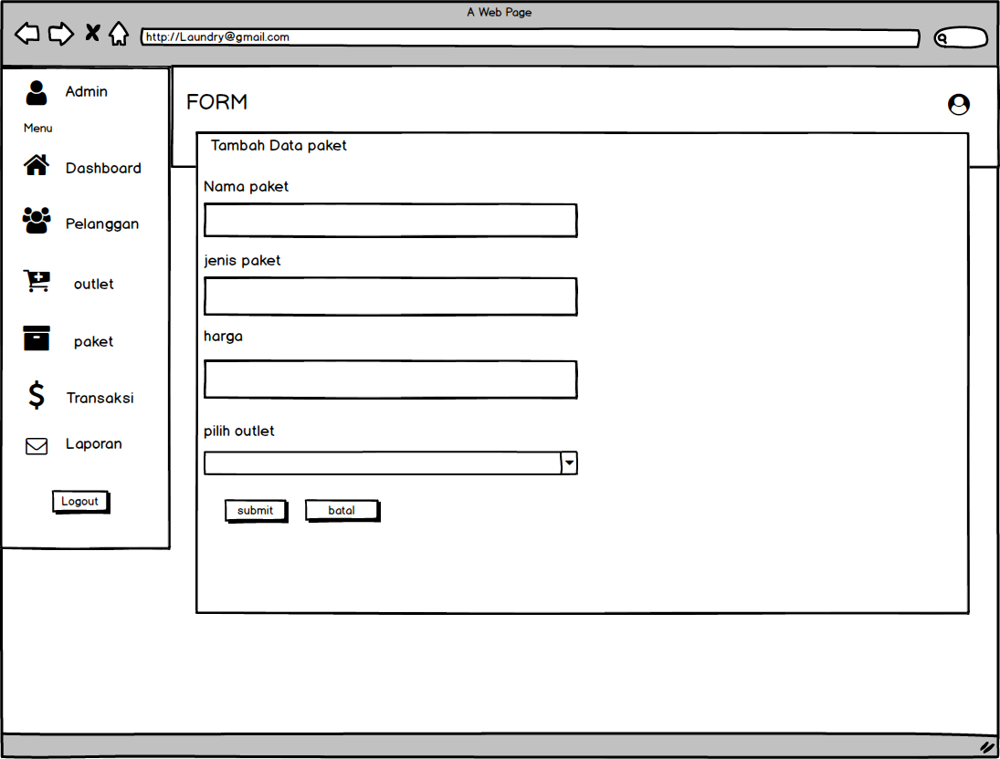 A Web Page
http://Laundry@gmail.com
Admin
Menu
Dashboard
Pelanggan
outlet
paket
Transaksi
Laporan
Logout
FORM
Tambah Data paket
Nama paket
jenis paket
harga
pilih outlet
submit
batal